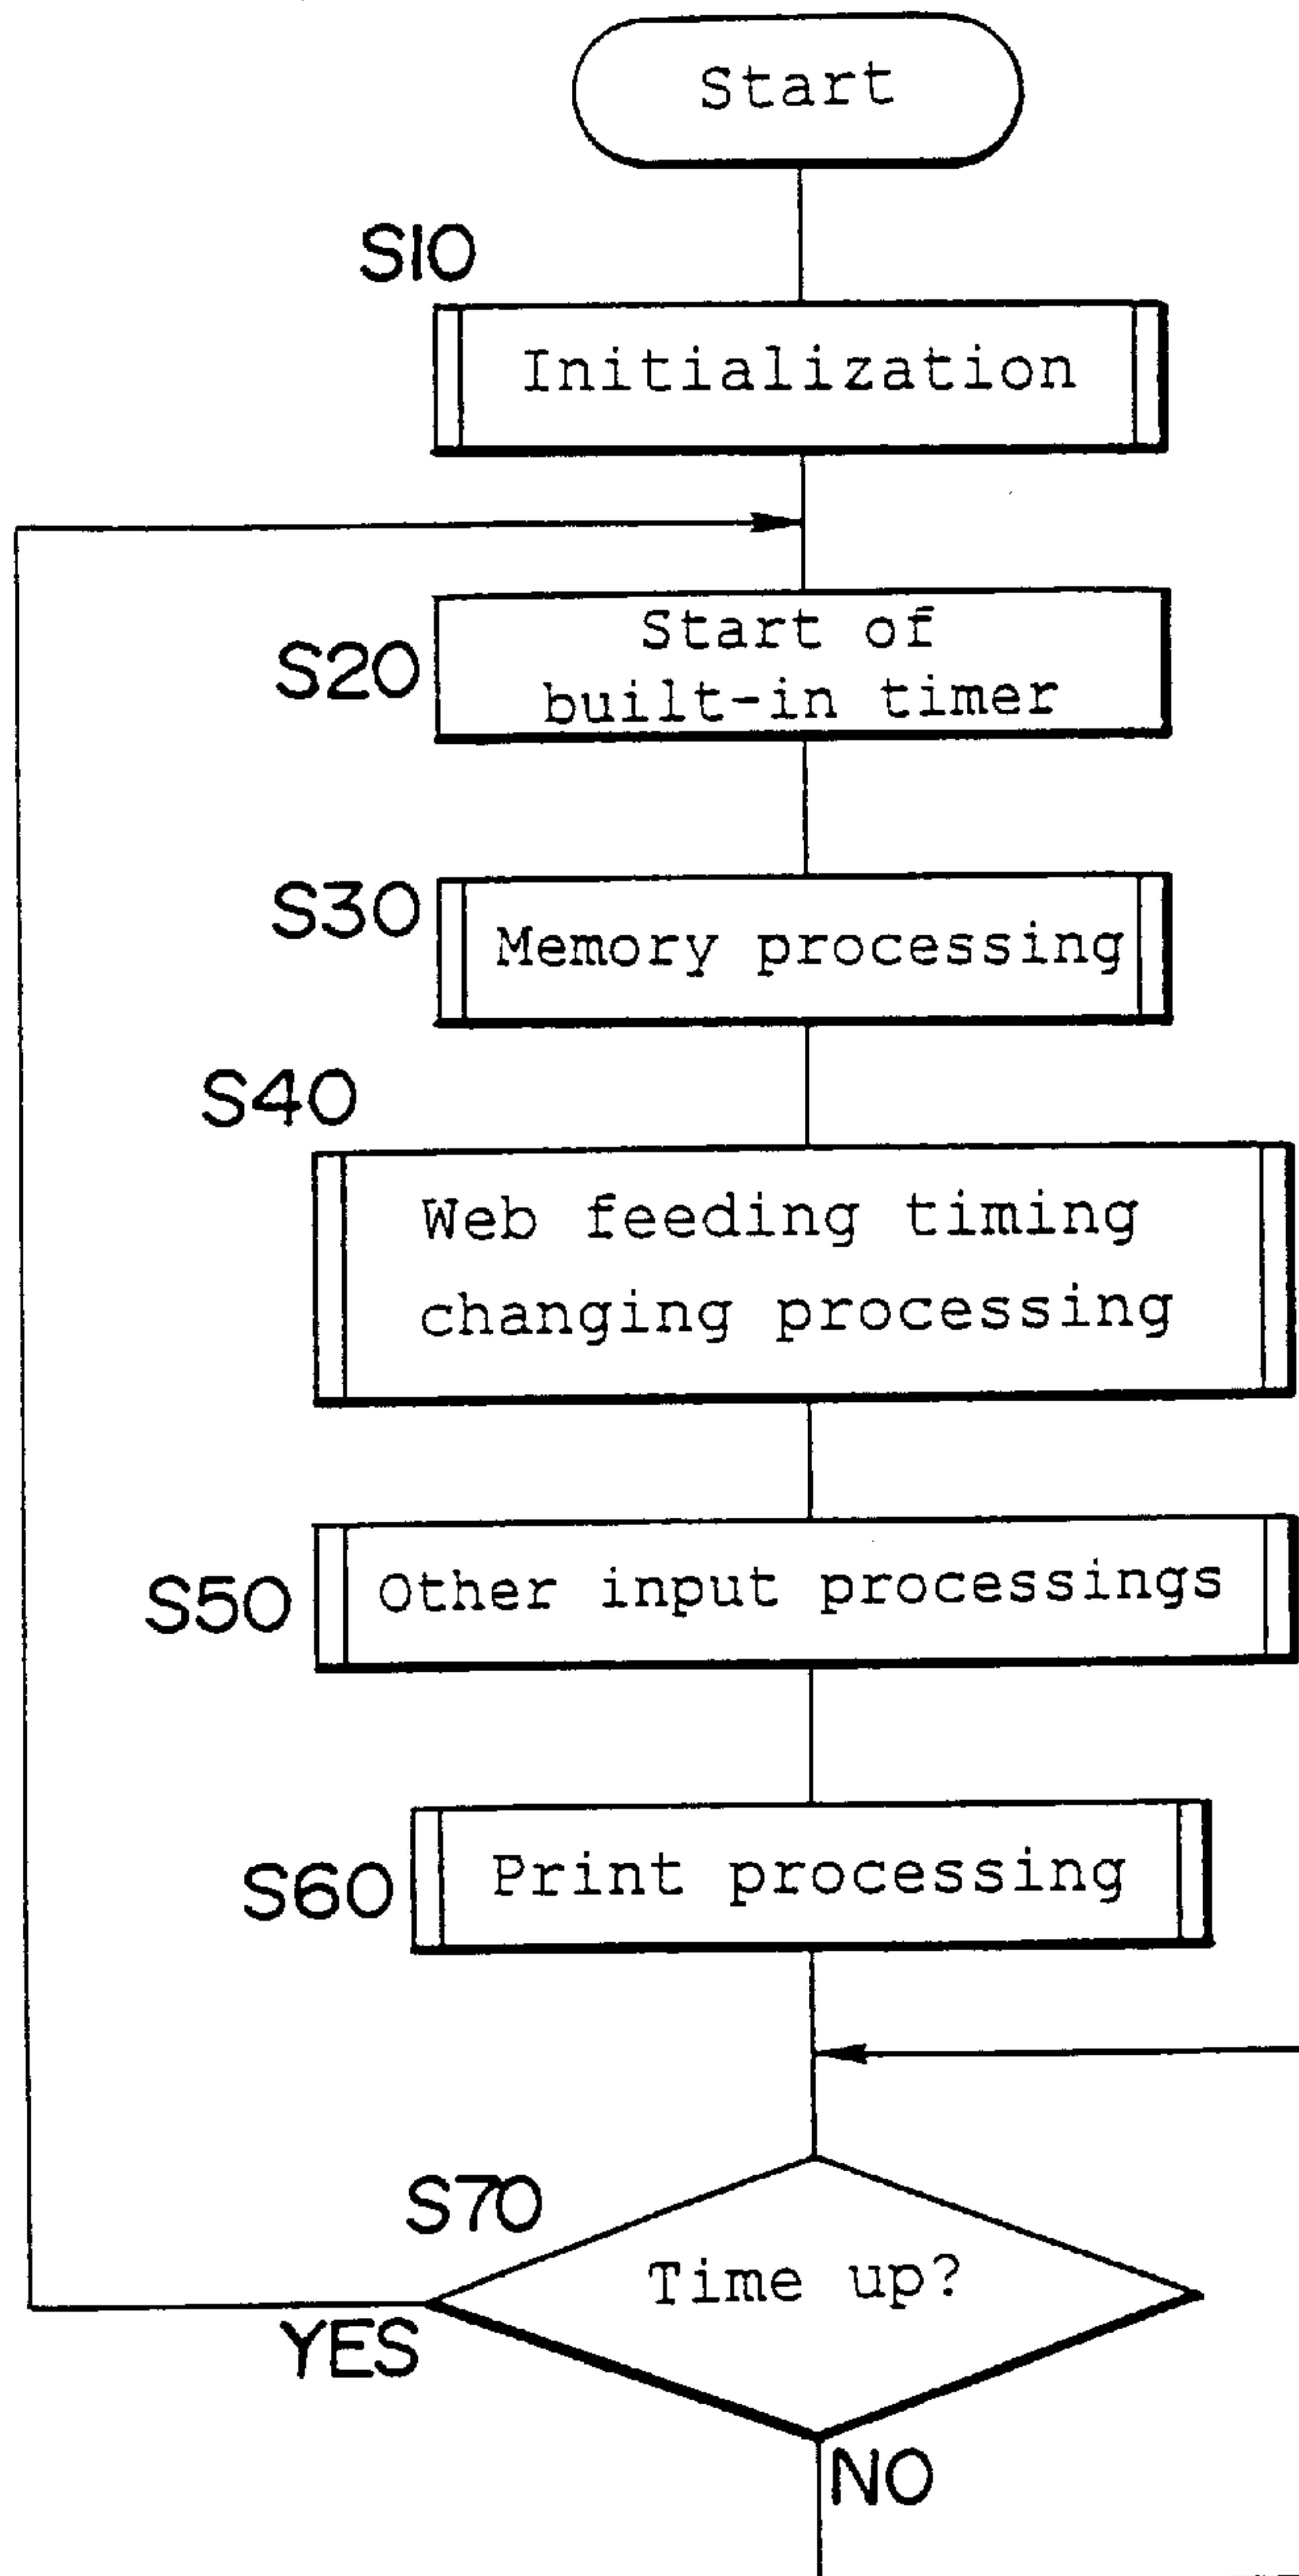 Start
S10
Initialization
S20
Start of
built-in timer
S30
Memory processing
S40
Web feeding timing
changing processing
S50
Other input processings
S60
Print processing
S70
Time up?
YES
NO